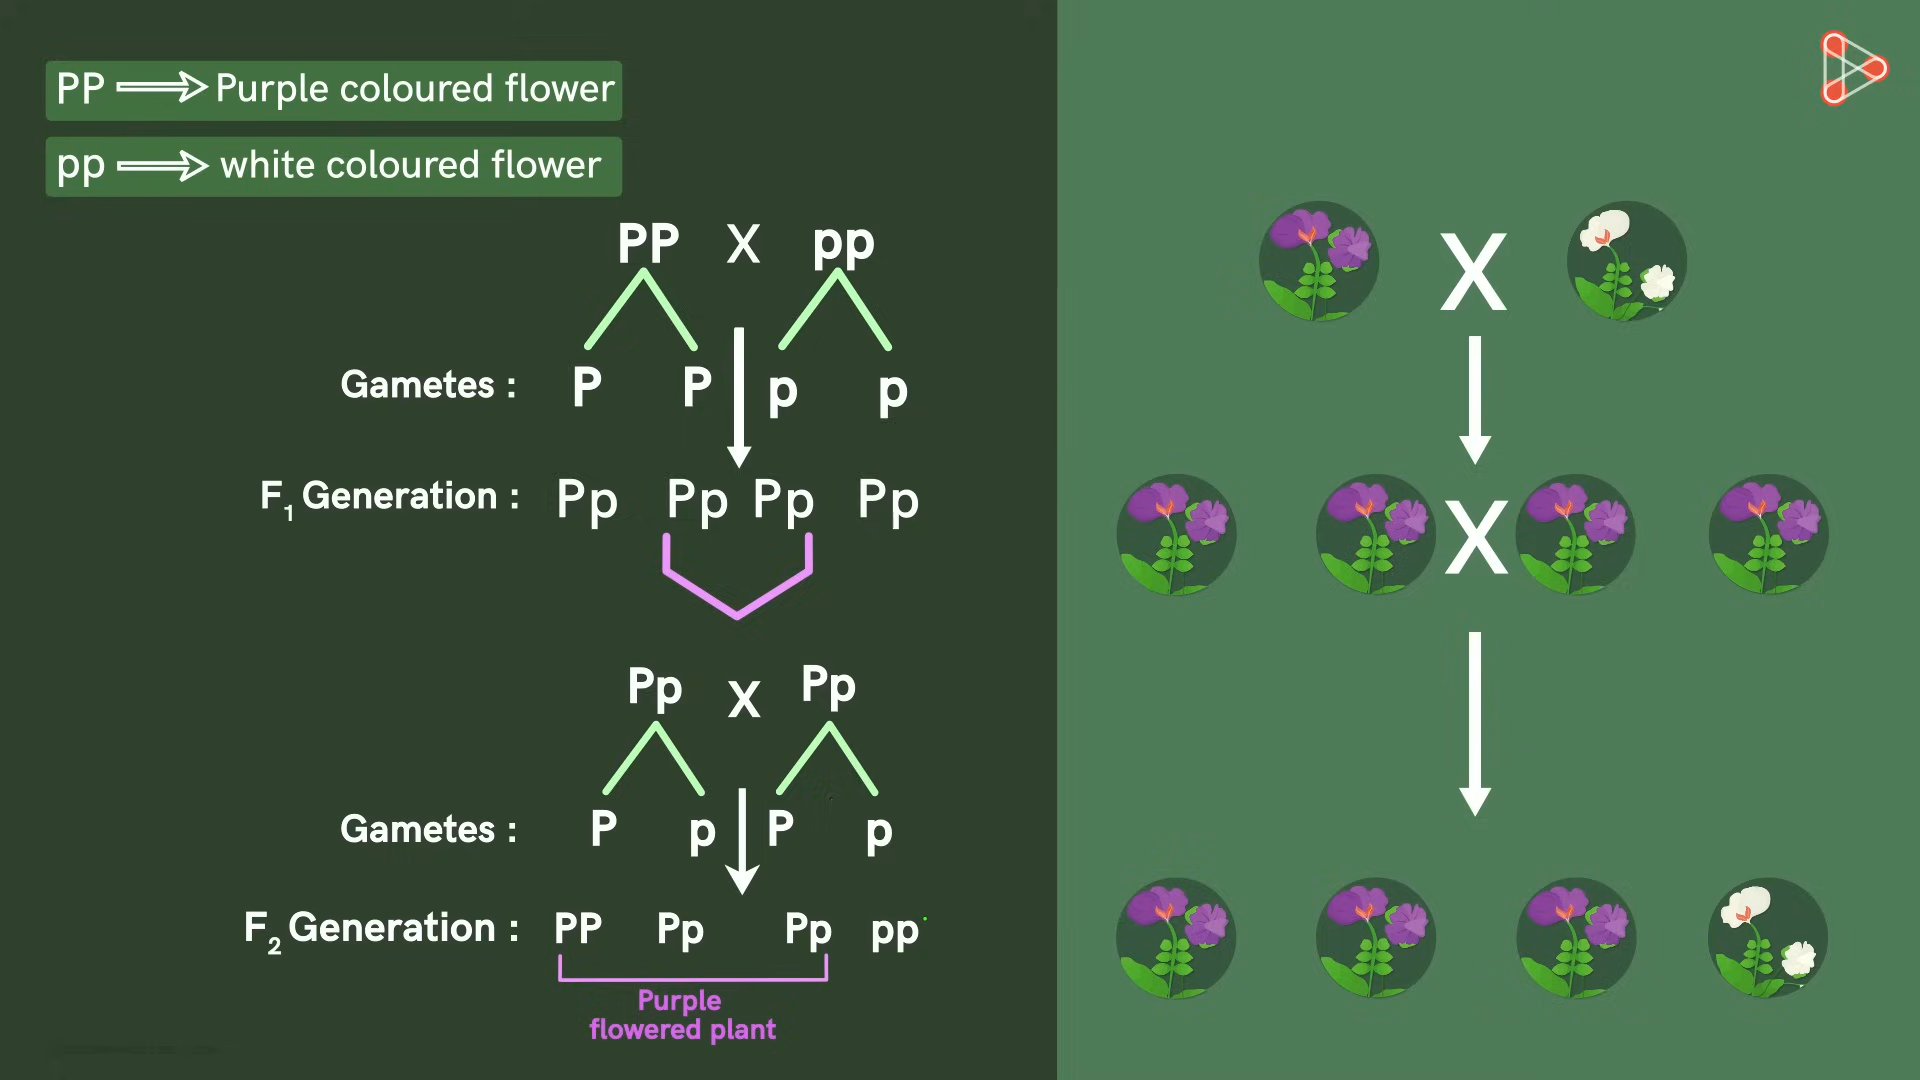 PP ⟹ Purple coloured flower
pp ⟹ white coloured flower
PP X pp
Gametes : P P p p
F₁ Generation : Pp Pp Pp Pp
Pp X Pp
Gametes : P p P p
F₂ Generation : PP Pp Pp pp
Purple
flowered plant
X
X